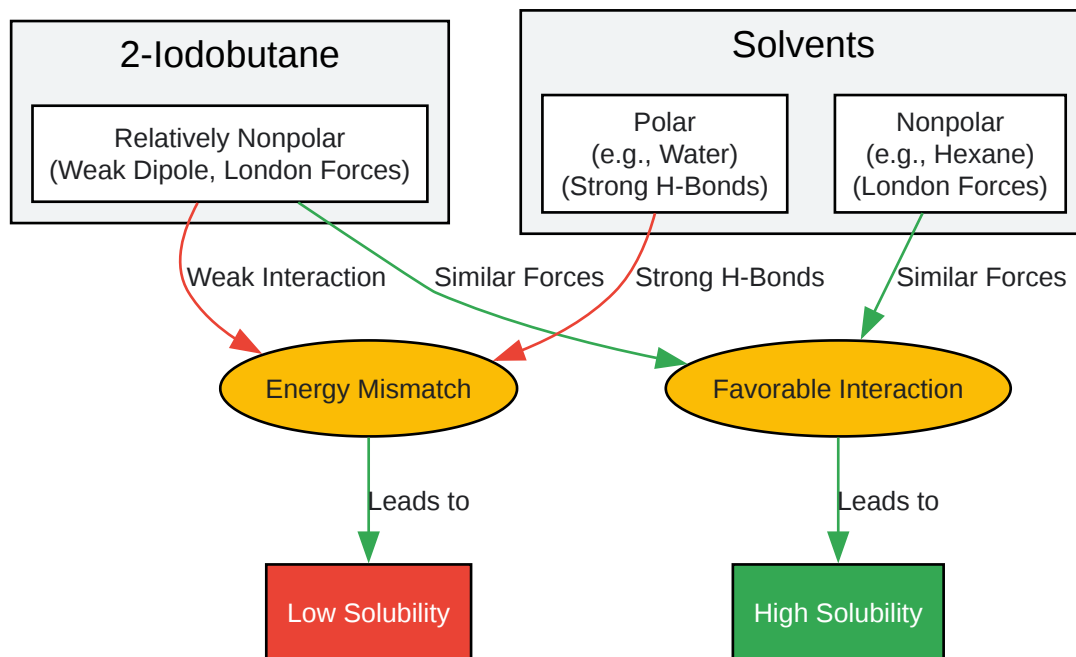 2-Iodobutane
Solvents
Relatively Nonpolar
(Weak Dipole, London Forces)
Polar
(e.g., Water)
(Strong H-Bonds)
Nonpolar
(e.g., Hexane)
(London Forces)
Weak Interaction
Similar Forces
Strong H-Bonds
Similar Forces
Energy Mismatch
Favorable Interaction
Leads to
Leads to
Low Solubility
High Solubility